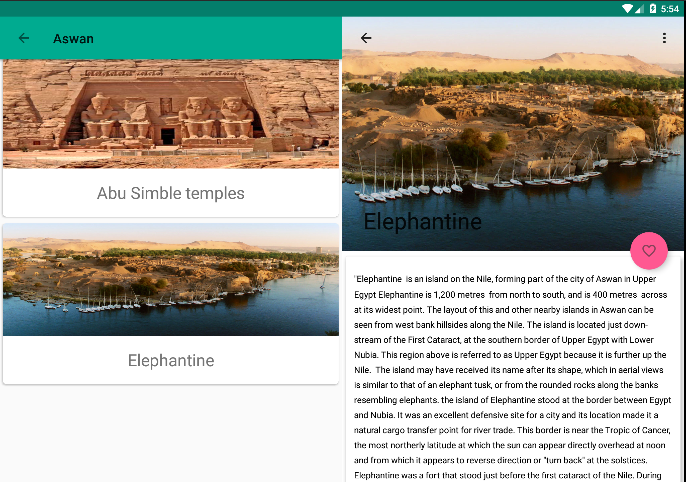 5:54
Aswan
Abu Simble temples
Elephantine
Elephantine
"Elephantine is an island on the Nile, forming part of the city of Aswan in Upper
Egypt Elephantine is 1,200 metres from north to south, and is 400 metres across
at its widest point. The layout of this and other nearby islands in Aswan can be
seen from west bank hillsides along the Nile. The island is located just down-
stream of the First Cataract, at the southern border of Upper Egypt with Lower
Nubia. This region above is referred to as Upper Egypt because it is further up the
Nile. The island may have received its name after its shape, which in aerial views
is similar to that of an elephant tusk, or from the rounded rocks along the banks
resembling elephants. the island of Elephantine stood at the border between Egypt
and Nubia. It was an excellent defensive site for a city and its location made it a
natural cargo transfer point for river trade. This border is near the Tropic of Cancer,
the most northerly latitude at which the sun can appear directly overhead at noon
and from which it appears to reverse direction or "turn back" at the solstices.
Elephantine was a fort that stood just before the first cataract of the Nile. During